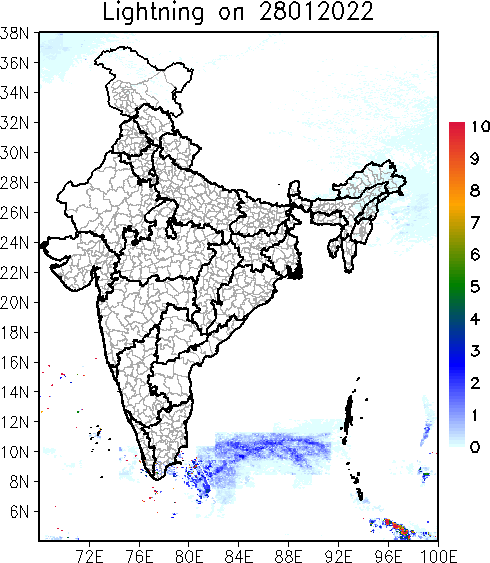 Lightning on 28012022
38N
36N
34N
32N
30N
28N
26N
24N
22N
20N
18N
16N
14N
12N
10N
8N
6N
72E 76E 80E 84E 88E 92E 96E 100E
10
9
8
7
6
5
4
3
2
1
0